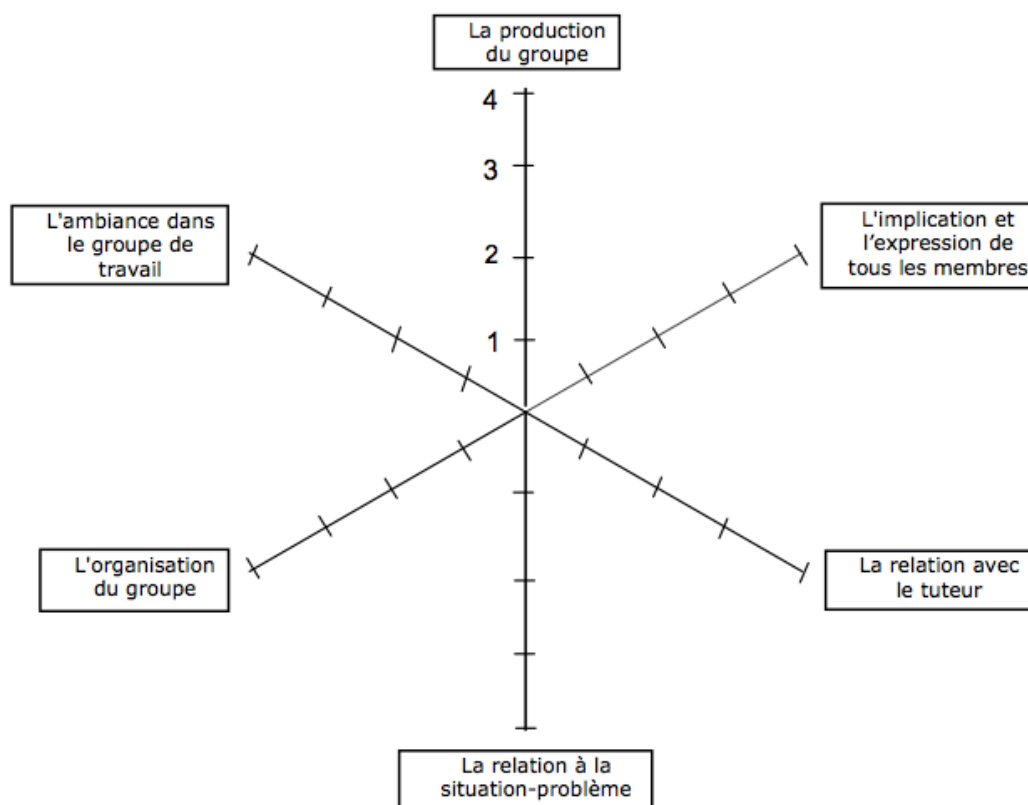 La production
du groupe
4
3
2
1
L'ambiance dans
le groupe de
travail
L'implication et
l’expression de
tous les membres
L'organisation
du groupe
La relation avec
le tuteur
La relation à la
situation-problème